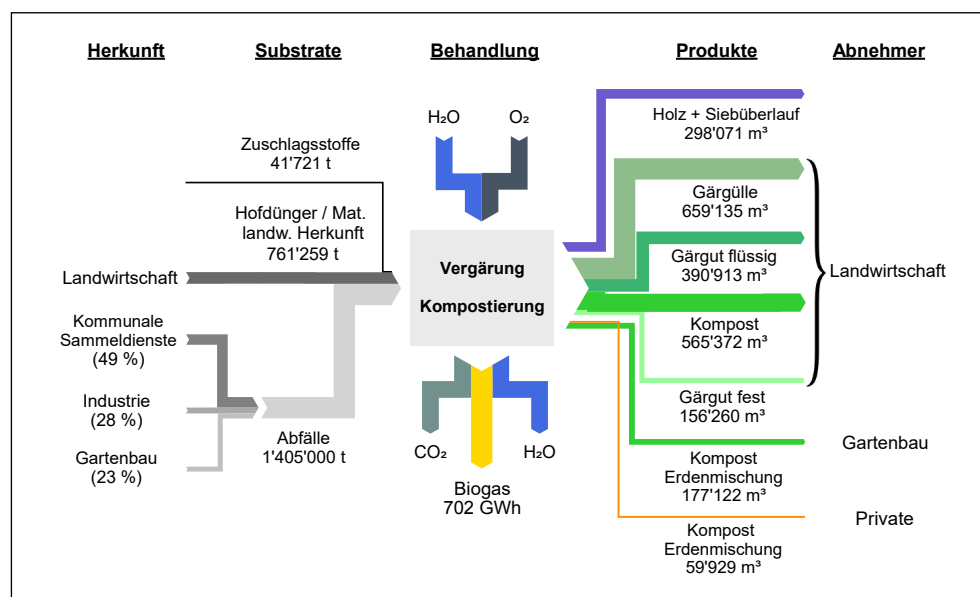 Herkunft
Substrate
Behandlung
Produkte
Abnehmer
Zuschlagsstoffe
41'721 t
Hofdünger / Mat.
landw. Herkunft
761'259 t
Landwirtschaft
Kommunale
Sammeldienste
(49 %)
Industrie
(28 %)
Gartenbau
(23 %)
Abfälle
1'405'000 t
H₂O
O₂
Vergärung
Kompostierung
CO₂
H₂O
Biogas
702 GWh
Holz + Siebüberlauf
298'071 m³
Gärgülle
659'135 m³
Gärgut flüssig
390'913 m³
Kompost
565'372 m³
Gärgut fest
156'260 m³
Kompost
Erdenmischung
177'122 m³
Kompost
Erdenmischung
59'929 m³
Landwirtschaft
Gartenbau
Private